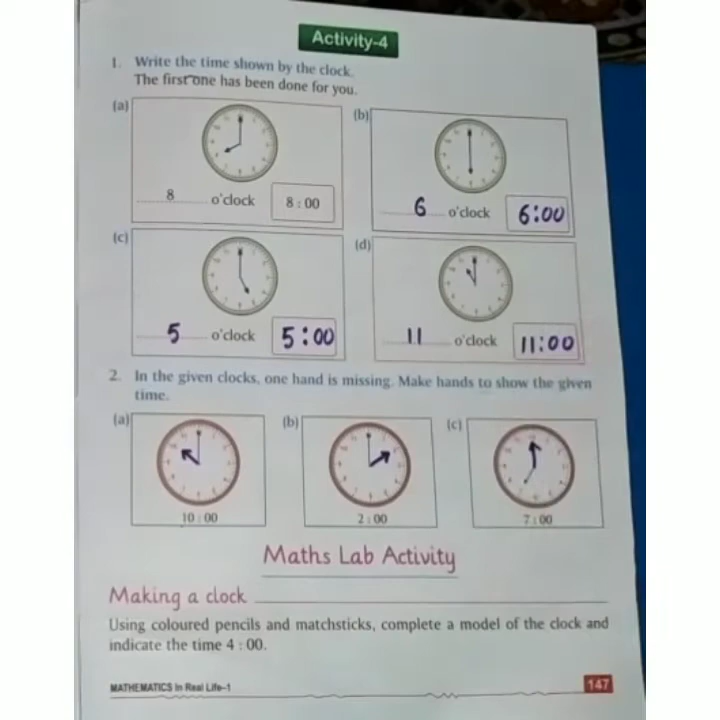 Activity-4
1. Write the time shown by the clock.
The first one has been done for you.
(a)
(b)
8 o'clock 8 : 00
6 o'clock 6:00
(c)
(d)
5 o'clock 5:00
11 o'clock 11:00
2. In the given clocks, one hand is missing. Make hands to show the given
time.
(a)
(b)
(c)
10 : 00
2 : 00
7 : 00
Maths Lab Activity
Making a clock
Using coloured pencils and matchsticks, complete a model of the clock and
indicate the time 4 : 00.
MATHEMATICS In Real Life–1
147